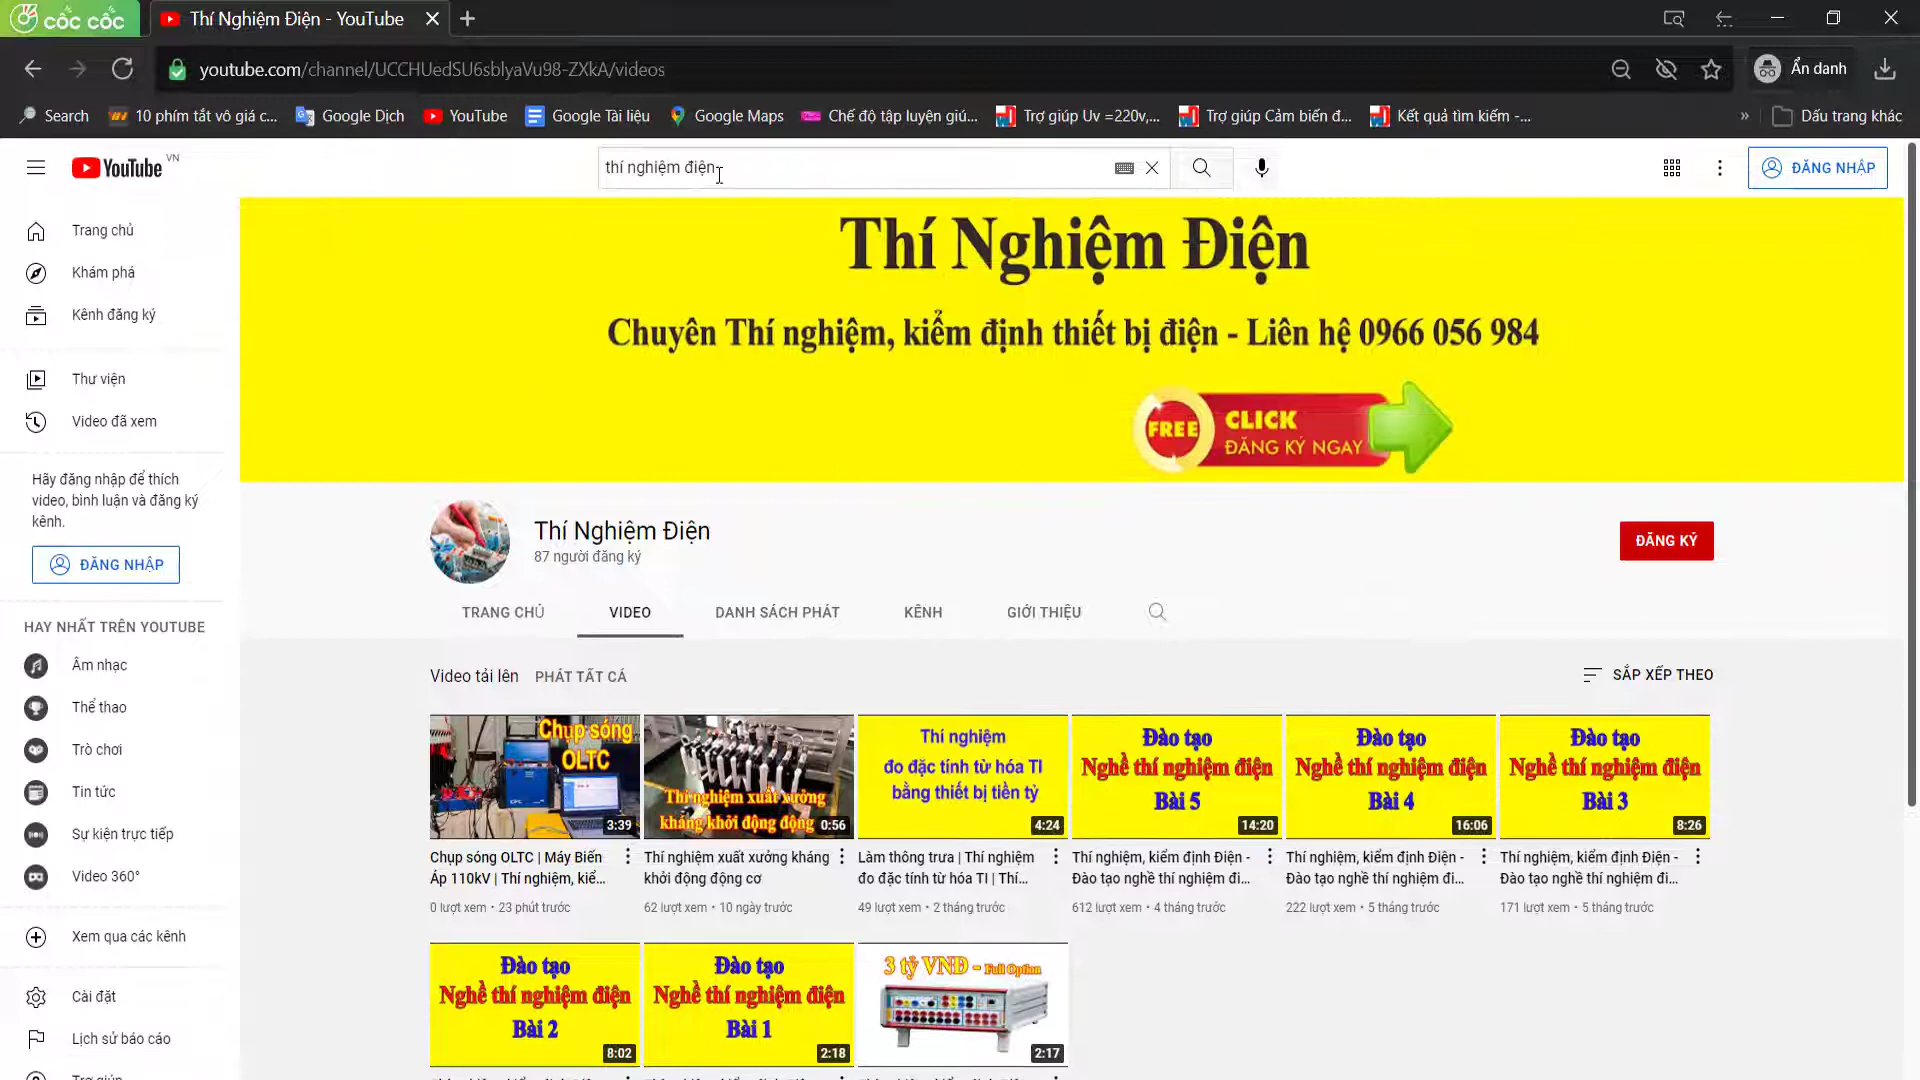 cốc cốc
Thí Nghiệm Điện - YouTube
youtube.com/channel/UCCHUedSU6sblyaVu98-ZXkA/videos
Ẩn danh
Search
10 phím tắt vô giá c...
Google Dịch
YouTube
Google Tài liệu
Google Maps
Chế độ tập luyện giú...
Trợ giúp Uv =220v,...
Trợ giúp Cảm biến đ...
Kết quả tìm kiếm -...
»
Dấu trang khác
YouTube VN
thí nghiệm điện
ĐĂNG NHẬP
Trang chủ
Khám phá
Kênh đăng ký
Thư viện
Video đã xem
Hãy đăng nhập để thích
video, bình luận và đăng ký
kênh.
ĐĂNG NHẬP
HAY NHẤT TRÊN YOUTUBE
Âm nhạc
Thể thao
Trò chơi
Tin tức
Sự kiện trực tiếp
Video 360°
Xem qua các kênh
Cài đặt
Lịch sử báo cáo
Trợ giúp
Thí Nghiệm Điện
Chuyên Thí nghiệm, kiểm định thiết bị điện - Liên hệ 0966 056 984
FREE
CLICK
ĐĂNG KÝ NGAY
Thí Nghiệm Điện
87 người đăng ký
ĐĂNG KÝ
TRANG CHỦ
VIDEO
DANH SÁCH PHÁT
KÊNH
GIỚI THIỆU
Video tải lên
PHÁT TẤT CẢ
SẮP XẾP THEO
Chụp sóng
OLTC
3:39
Chụp sóng OLTC | Máy Biến
Áp 110kV | Thí nghiệm, kiể...
0 lượt xem • 23 phút trước
Thí nghiệm xuất xưởng
kháng khởi động động
0:56
Thí nghiệm xuất xưởng kháng
khởi động động cơ
62 lượt xem • 10 ngày trước
Thí nghiệm
đo đặc tính từ hóa TI
bằng thiết bị tiền tỷ
4:24
Làm thông trưa | Thí nghiệm
đo đặc tính từ hóa TI | Thí...
49 lượt xem • 2 tháng trước
Đào tạo
Nghề thí nghiệm điện
Bài 5
14:20
Thí nghiệm, kiểm định Điện -
Đào tạo nghề thí nghiệm đi...
612 lượt xem • 4 tháng trước
Đào tạo
Nghề thí nghiệm điện
Bài 4
16:06
Thí nghiệm, kiểm định Điện -
Đào tạo nghề thí nghiệm đi...
222 lượt xem • 5 tháng trước
Đào tạo
Nghề thí nghiệm điện
Bài 3
8:26
Thí nghiệm, kiểm định Điện -
Đào tạo nghề thí nghiệm đi...
171 lượt xem • 5 tháng trước
Đào tạo
Nghề thí nghiệm điện
Bài 2
8:02
Đào tạo
Nghề thí nghiệm điện
Bài 1
2:18
3 tỷ VNĐ - Full Option
2:17